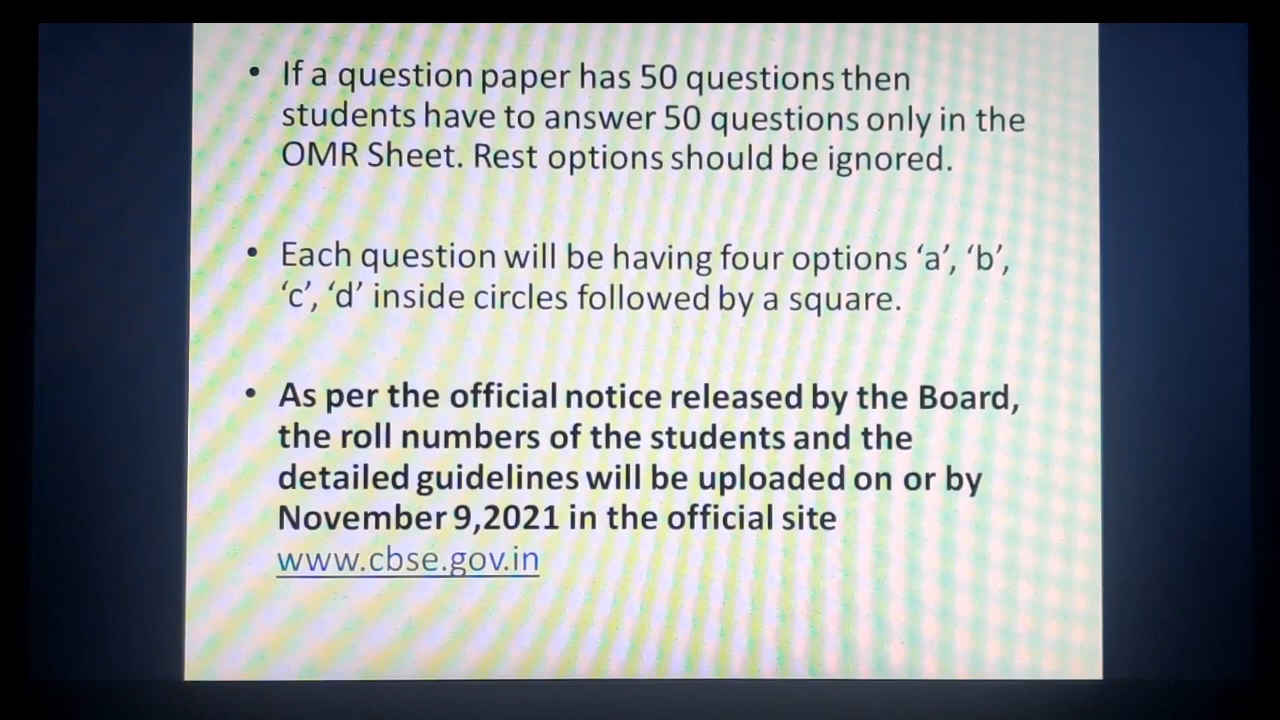 • If a question paper has 50 questions then
students have to answer 50 questions only in the
OMR Sheet. Rest options should be ignored.
• Each question will be having four options ‘a’, ‘b’,
‘c’, ‘d’ inside circles followed by a square.
• As per the official notice released by the Board,
the roll numbers of the students and the
detailed guidelines will be uploaded on or by
November 9,2021 in the official site
www.cbse.gov.in